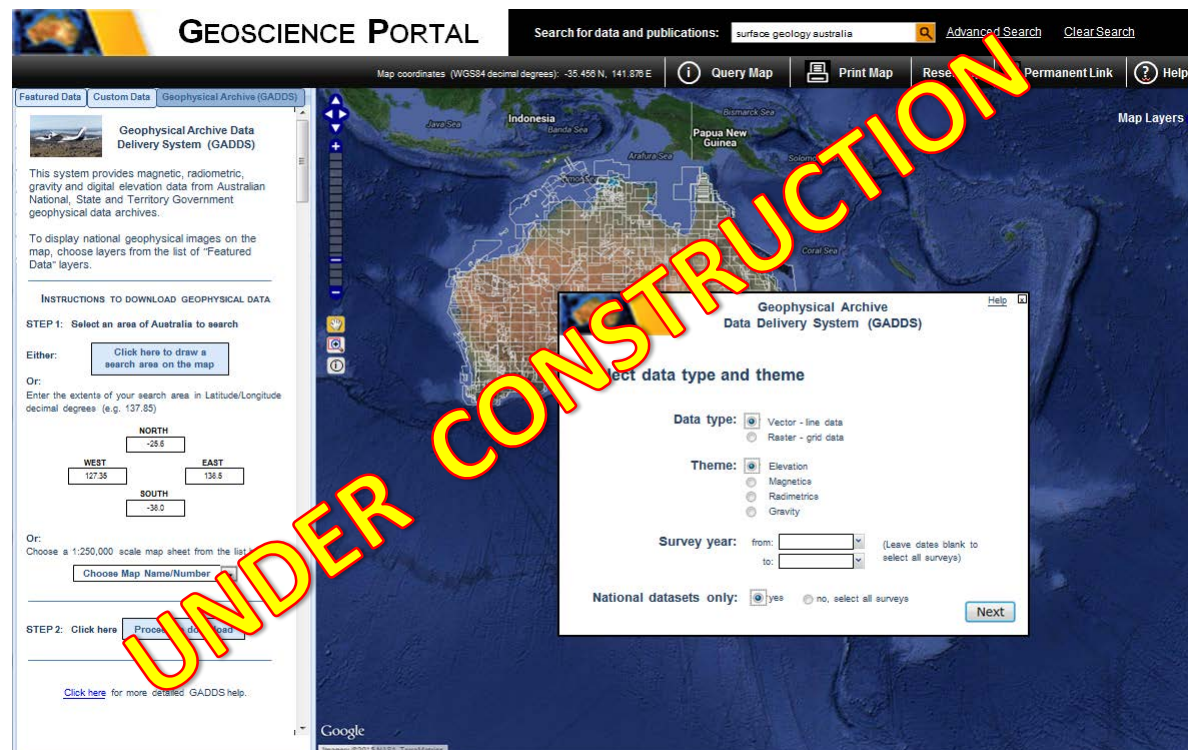 GEOSCIENCE PORTAL
Search for data and publications:
surface geology australia
Advanced Search
Clear Search
Map coordinates (WGS84 decimal degrees): -35.456 N, 141.876 E
Query Map
Print Map
Permanent Link
Help
Featured Data
Custom Data
Geophysical Archive (GADDS)
Geophysical Archive Data
Delivery System (GADDS)
This system provides magnetic, radiometric,
gravity and digital elevation data from Australian
National, State and Territory Government
geophysical data archives.
To display national geophysical images on the
map, choose layers from the list of "Featured
Data" layers.
INSTRUCTIONS TO DOWNLOAD GEOPHYSICAL DATA
STEP 1: Select an area of Australia to search
Either:
Click here to draw a
search area on the map
Or:
Enter the extents of your search area in Latitude/Longitude
decimal degrees (e.g. 137.85)
NORTH
-25.6
WEST
EAST
127.35
136.5
SOUTH
-38.0
Or:
Choose a 1:250,000 scale map sheet from the list
Choose Map Name/Number
STEP 2: Click here
download
Click here for more detailed GADDS help.
Map Layers
Java Sea
Indonesia
Banda Sea
Bismarck Sea
Papua New
Guinea
Arafura Sea
Timor Sea
Coral Sea
Geophysical Archive
Data Delivery System (GADDS)
Help
x
data type and theme
Data type:
Vector - line data
Raster - grid data
Theme:
Elevation
Magnetics
Radimetrics
Gravity
Survey year:
from:
to:
(Leave dates blank to
select all surveys)
National datasets only:
yes
no, select all surveys
Next
Google
UNDER CONSTRUCTION